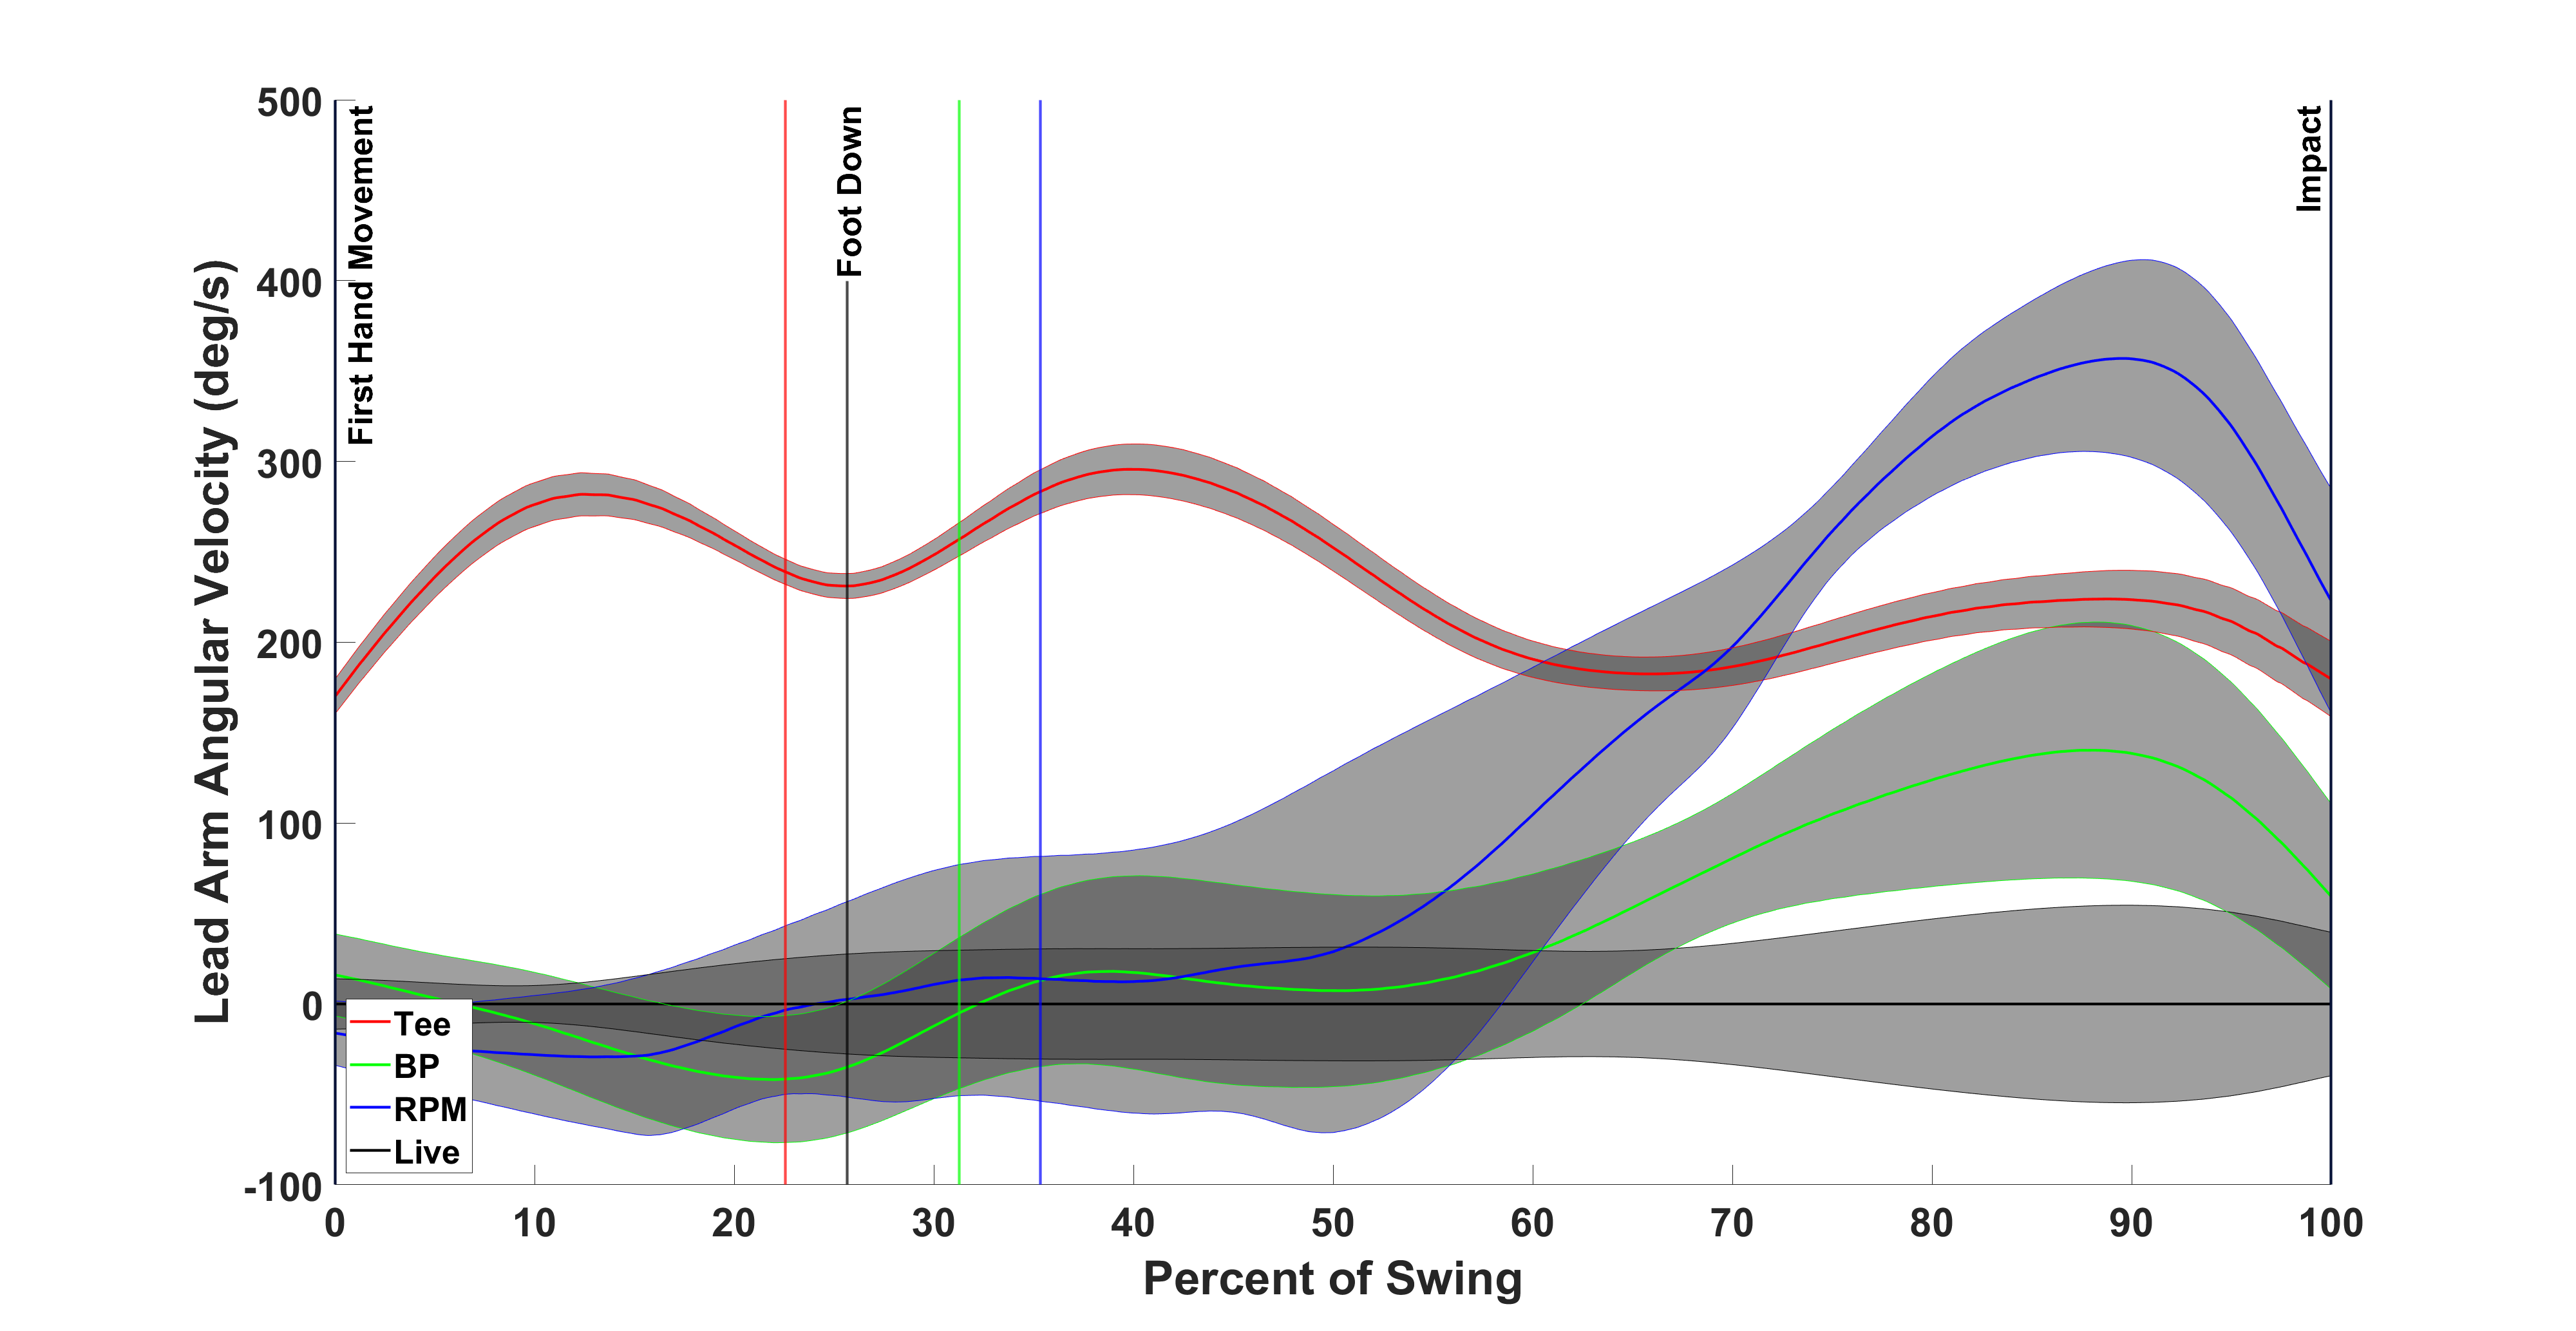 Lead Arm Angular Velocity (deg/s)
500
400
300
200
100
0
-100
First Hand Movement
Foot Down
Impact
Tee
BP
RPM
Live
0 10 20 30 40 50 60 70 80 90 100
Percent of Swing